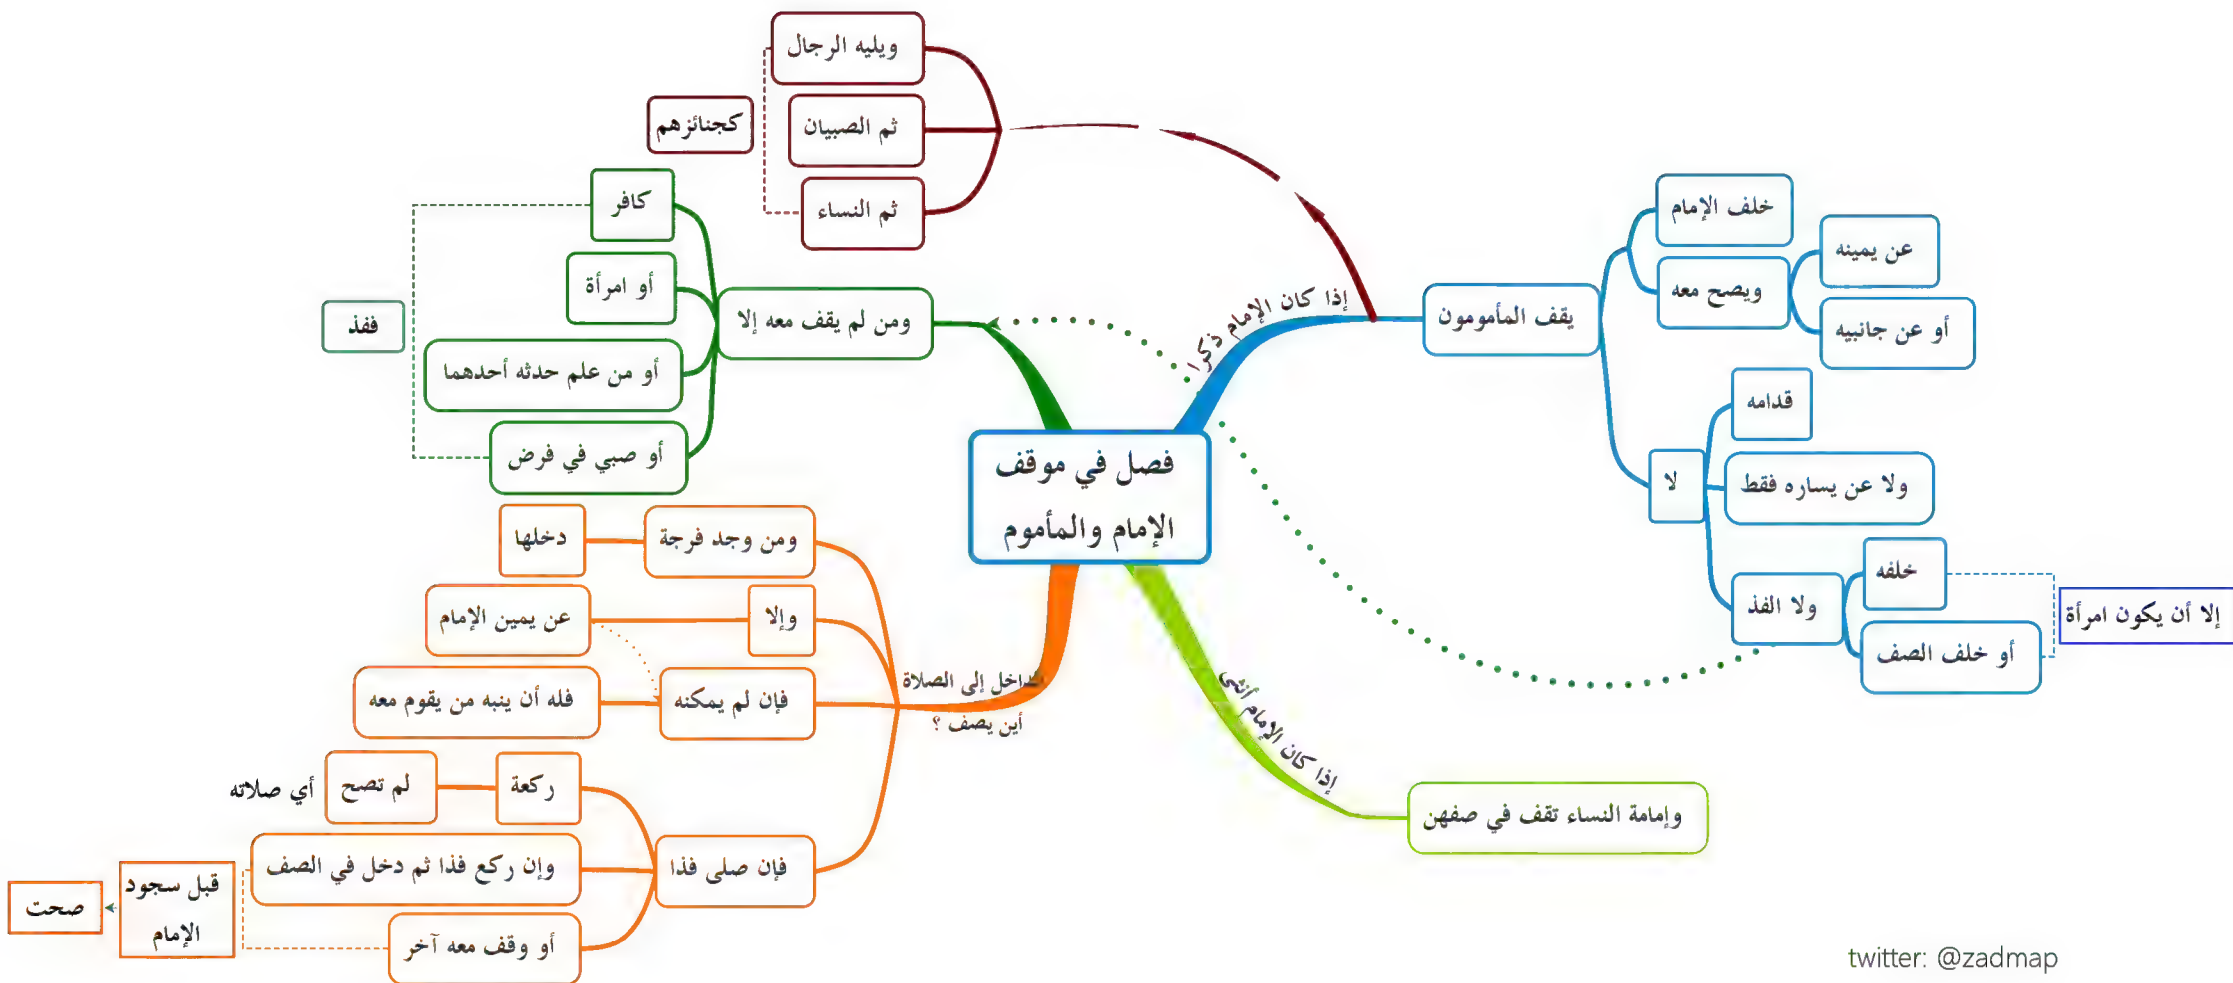 فصل في موقف
الإمام والمأموم
إذا كان الإمام ذكرا
يقف المأمومون
خلف الإمام
ويصح معه
عن يمينه
أو عن جانبيه
لا
قدامه
ولا عن يساره فقط
ولا الفذ
خلفه
أو خلف الصف
إلا أن يكون امرأة
ويليه الرجال
ثم الصبيان
ثم النساء
كجنائزهم
إذا كان الإمام أنثى
وإمامة النساء تقف في صفهن
ومن لم يقف معه إلا
كافر
أو امرأة
أو من علم حدثه أحدهما
أو صبي في فرض
ففذ
الداخل إلى الصلاة
أين يصف ؟
ومن وجد فرجة
دخلها
وإلا
عن يمين الإمام
فإن لم يمكنه
فله أن ينبه من يقوم معه
فإن صلى فذا
ركعة
لم تصح
أي صلاته
وإن ركع فذا ثم دخل في الصف
أو وقف معه آخر
قبل سجود
الإمام
صحت
twitter: @zadmap